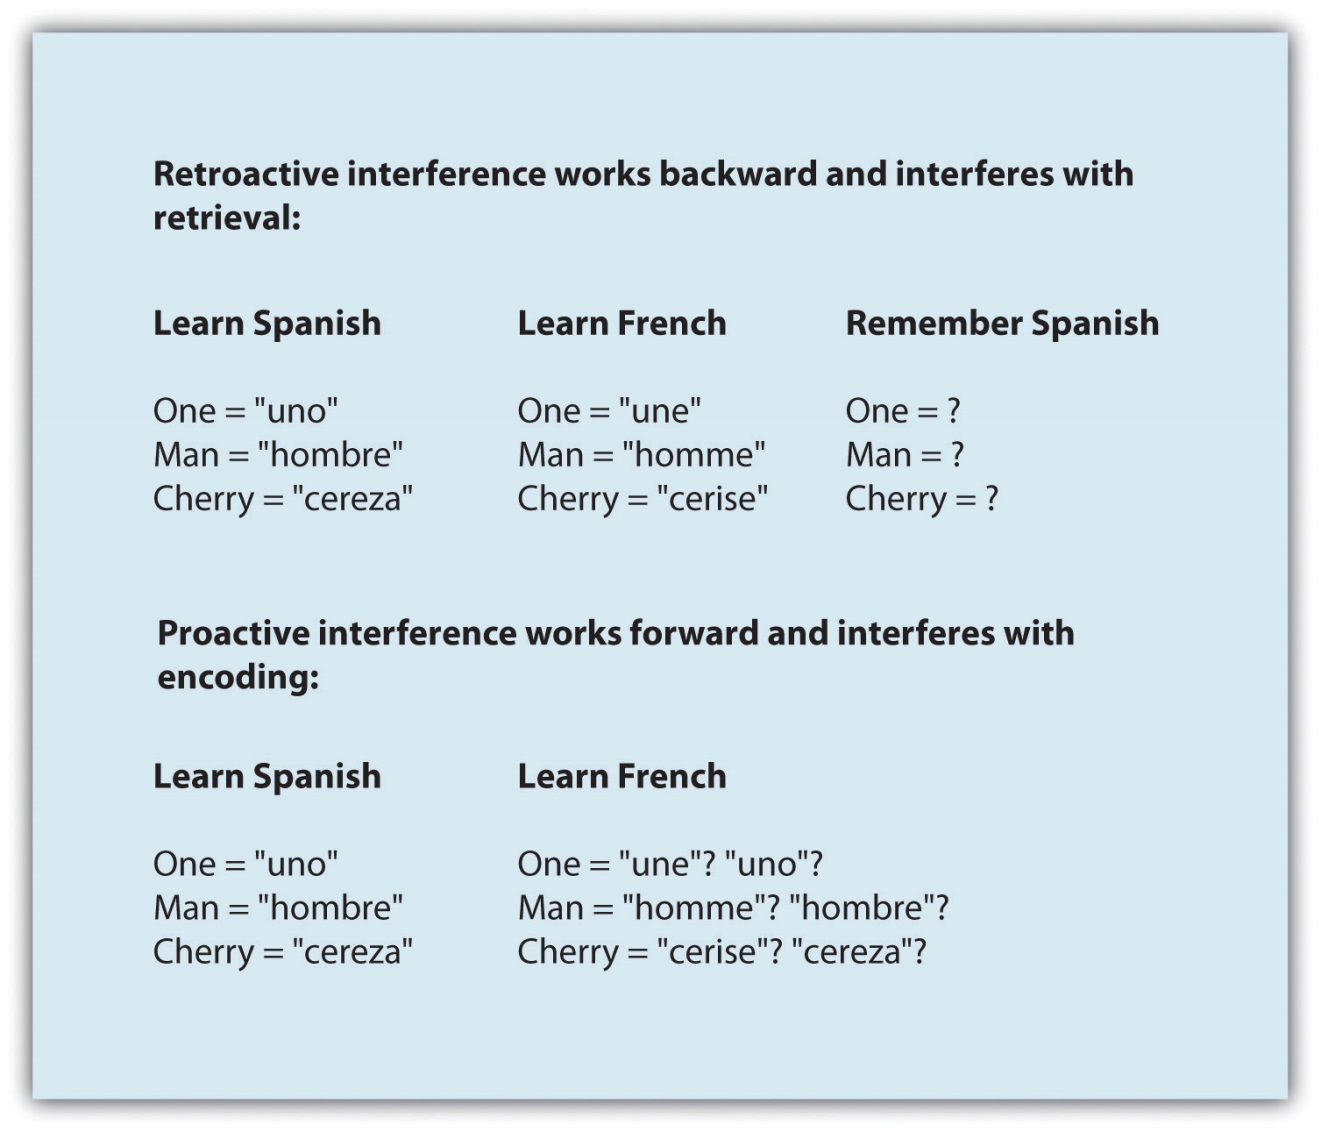 Retroactive interference works backward and interferes with
retrieval:
Learn Spanish
One = "uno"
Man = "hombre"
Cherry = "cereza"
Learn French
One = "une"
Man = "homme"
Cherry = "cerise"
Remember Spanish
One = ?
Man = ?
Cherry = ?
Proactive interference works forward and interferes with
encoding:
Learn Spanish
One = "uno"
Man = "hombre"
Cherry = "cereza"
Learn French
One = "une"? "uno"?
Man = "homme"? "hombre"?
Cherry = "cerise"? "cereza"?